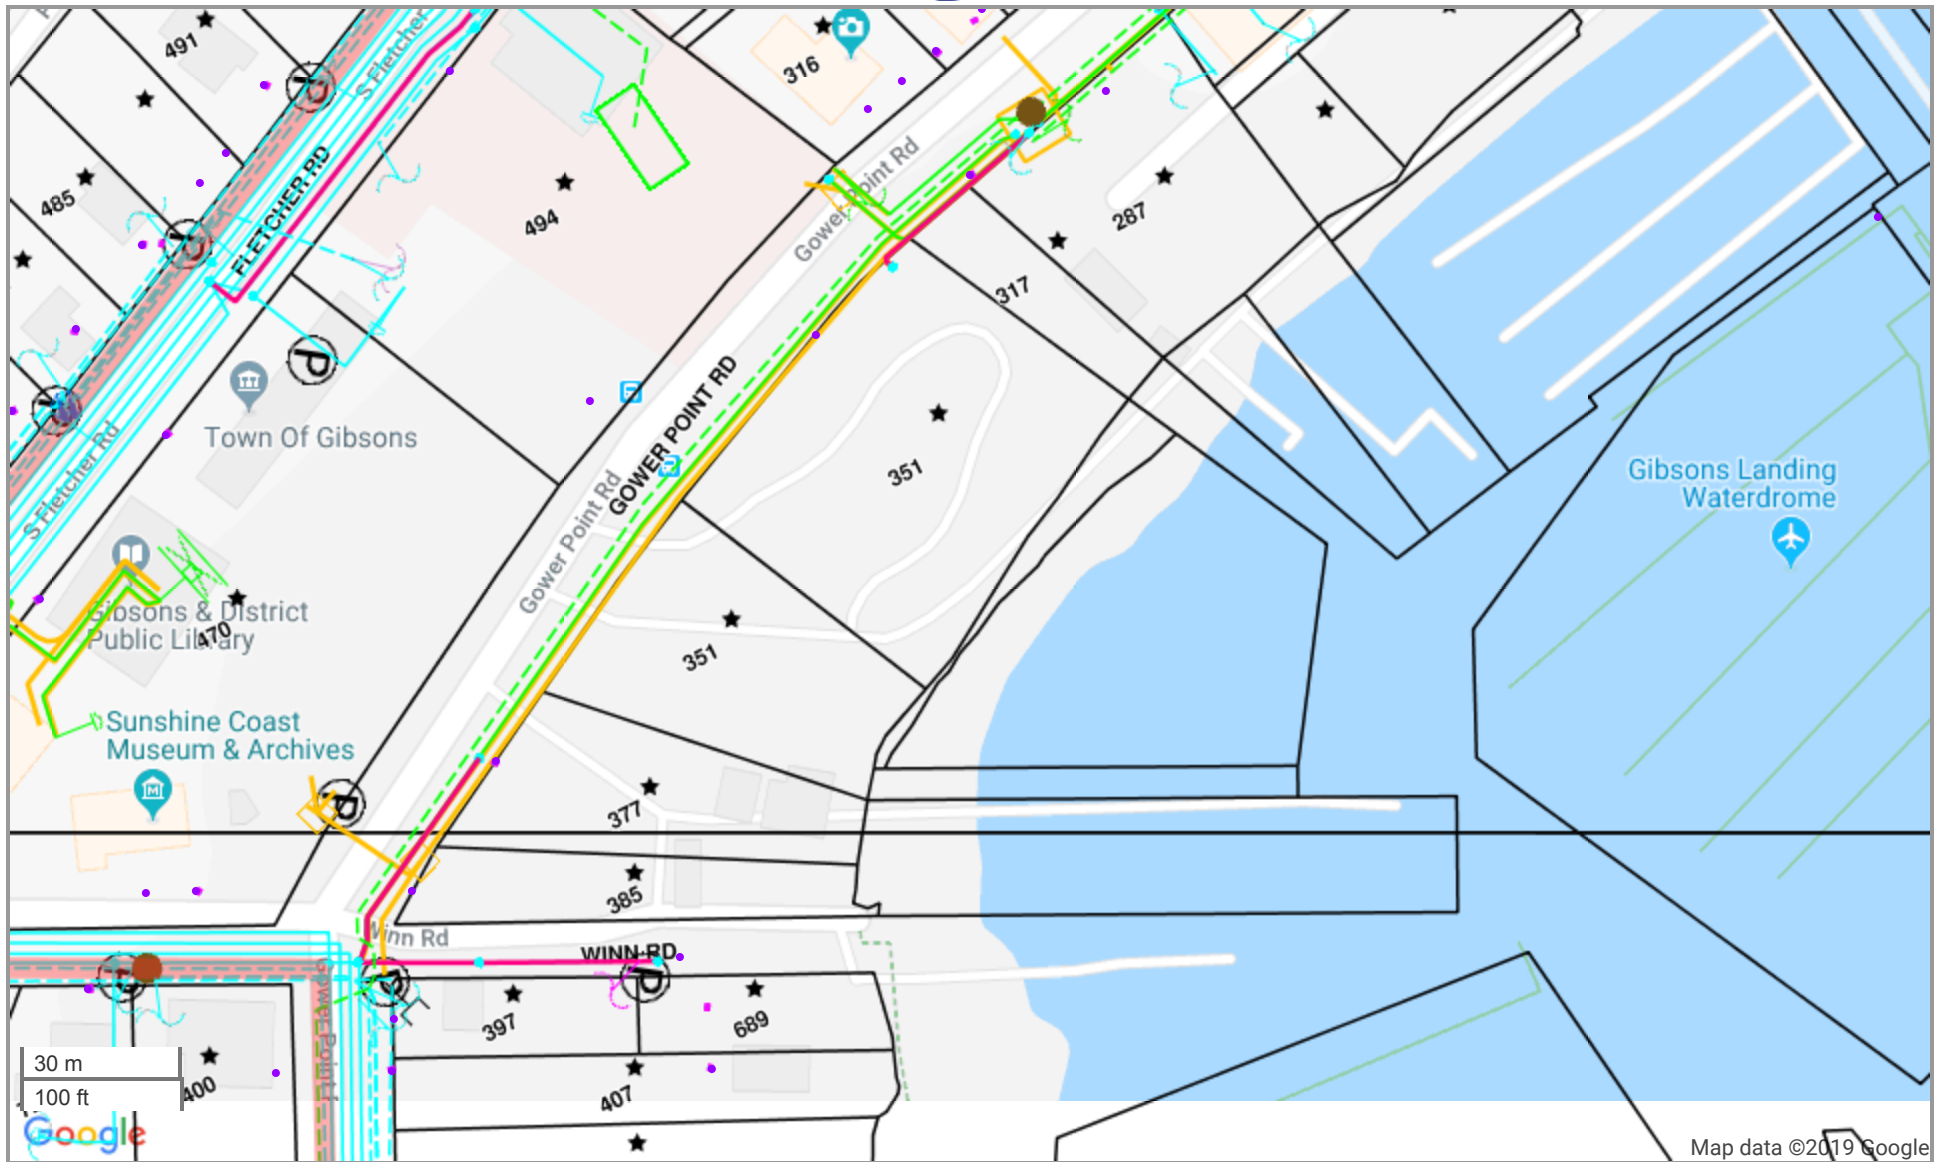 491
S Fletcher
316
485
FLETCHER RD
494
Gower Point Rd
287
317
Town Of Gibsons
GOWER POINT RD
351
Gibsons Landing
Waterdrome
S Fletcher Rd
Gower Point Rd
Gibsons & District
Public Library
470
351
Sunshine Coast
Museum & Archives
M
377
385
Winn Rd
WINN RD
P
397
689
Gower Point
400
407
30 m
100 ft
Google
Map data ©2019 Google